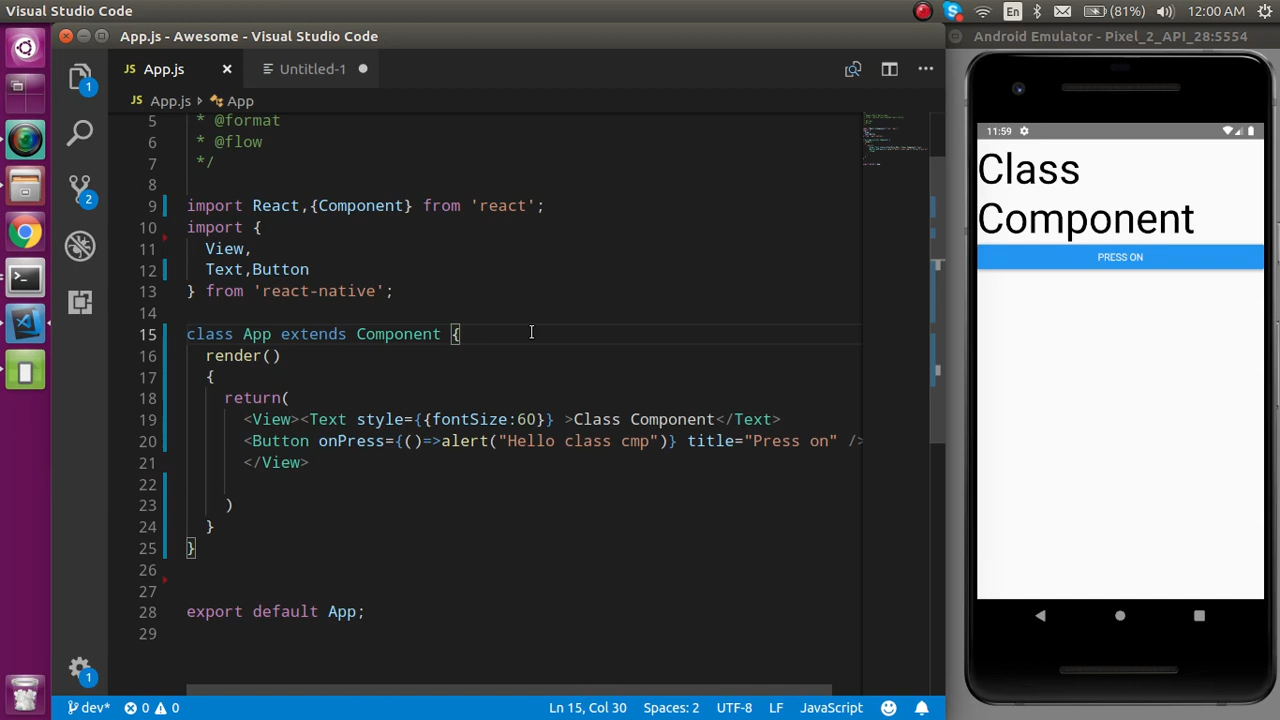 Visual Studio Code
En
(81%)
12:00 AM
App.js - Awesome - Visual Studio Code
Android Emulator - Pixel_2_API_28:5554
JS App.js
Untitled-1
JS App.js > App
1
2
1
5 * @format
6 * @flow
7 */
8
9 import React,{Component} from 'react';
10 import {
11 View,
12 Text,Button
13 } from 'react-native';
14
15 class App extends Component {
16 render()
17 {
18 return(
19 <View><Text style={{fontSize:60}} >Class Component</Text>
20 <Button onPress={()=>alert("Hello class cmp")} title="Press on" />
21 </View>
22
23 )
24 }
25 }
26
27
28 export default App;
29
dev*
0
0
Ln 15, Col 30
Spaces: 2
UTF-8
LF
JavaScript
11:59
Class
Component
PRESS ON